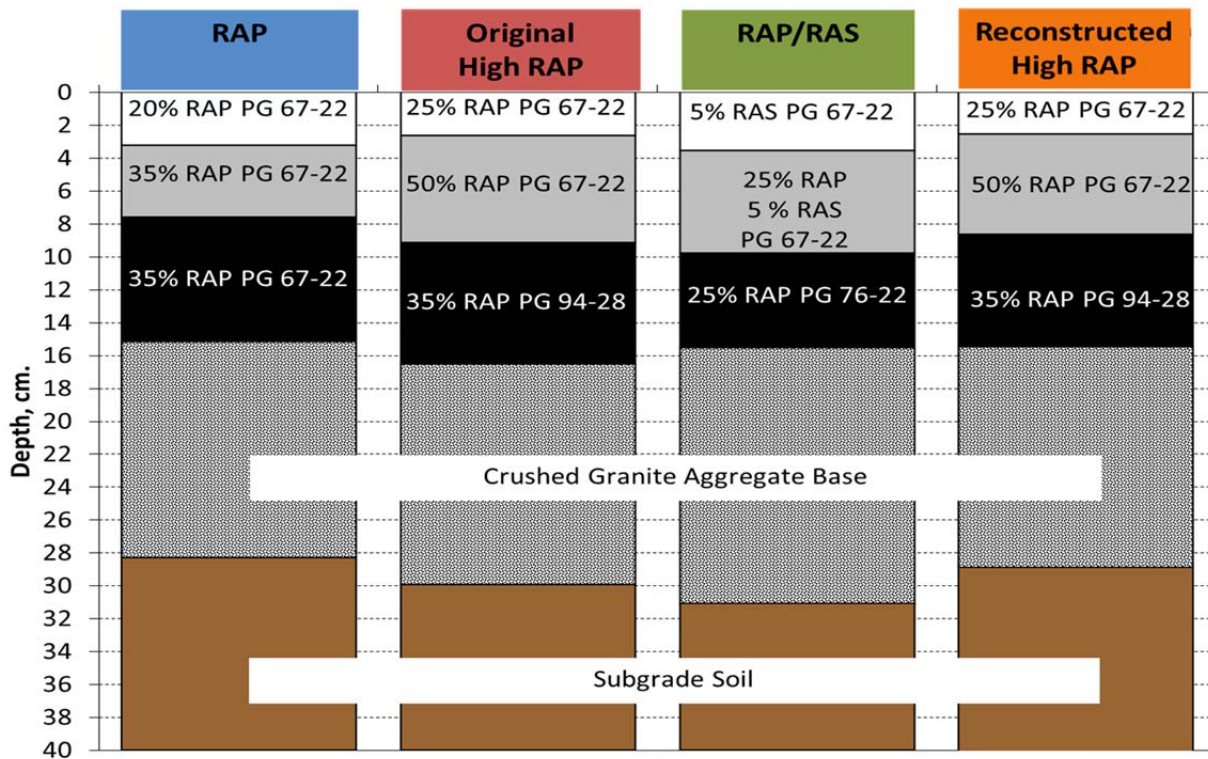 RAP
Original
High RAP
RAP/RAS
Reconstructed
High RAP
Depth, cm.
0
2
4
6
8
10
12
14
16
18
20
22
24
26
28
30
32
34
36
38
40
20% RAP PG 67-22
35% RAP PG 67-22
35% RAP PG 67-22
25% RAP PG 67-22
50% RAP PG 67-22
35% RAP PG 94-28
5% RAS PG 67-22
25% RAP
5 % RAS
PG 67-22
25% RAP PG 76-22
25% RAP PG 67-22
50% RAP PG 67-22
35% RAP PG 94-28
Crushed Granite Aggregate Base
Subgrade Soil